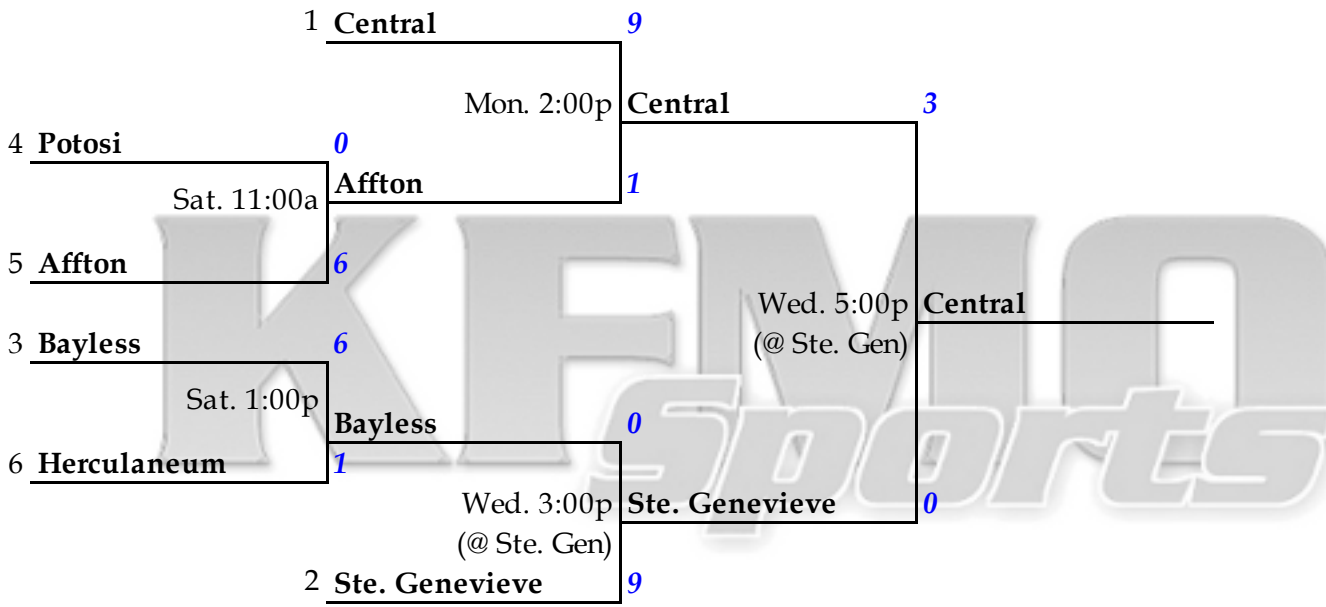 1 Central 9
Mon. 2:00p Central 3
4 Potosi 0
Sat. 11:00a Affton 1
5 Affton 6
KFMO
Wed. 5:00p Central
(@ Ste. Gen)
3 Bayless 6
Sat. 1:00p
Sports
Bayless 0
6 Herculaneum 1
Wed. 3:00p Ste. Genevieve 0
(@ Ste. Gen)
2 Ste. Genevieve 9